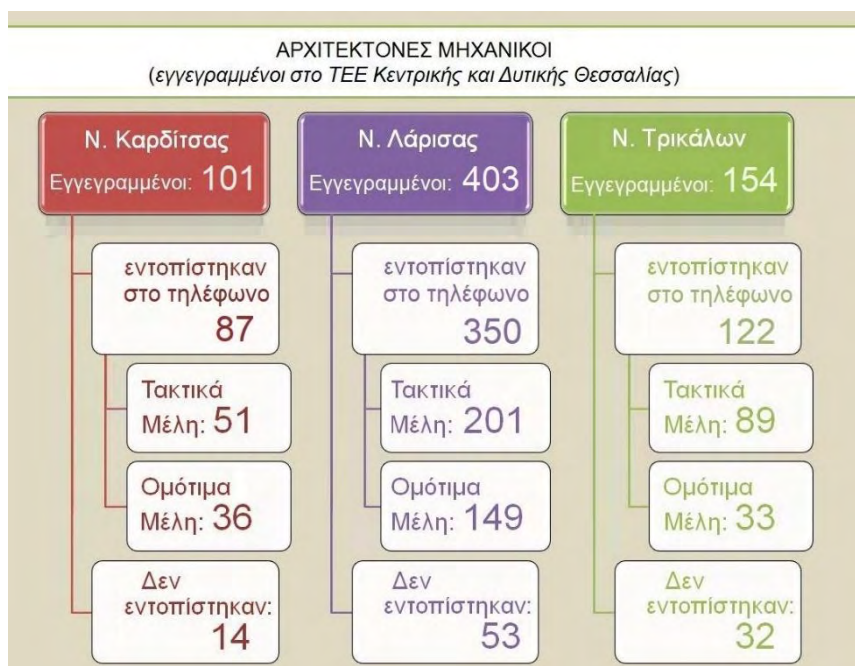 ΑΡΧΙΤΕΚΤΟΝΕΣ ΜΗΧΑΝΙΚΟΙ
(εγγεγραμμένοι στο ΤΕΕ Κεντρικής και Δυτικής Θεσσαλίας)
Ν. Καρδίτσας
Εγγεγραμμένοι: 101
εντοπίστηκαν
στο τηλέφωνο
87
Τακτικά
Μέλη: 51
Ομότιμα
Μέλη: 36
Δεν
εντοπίστηκαν:
14
Ν. Λάρισας
Εγγεγραμμένοι: 403
εντοπίστηκαν
στο τηλέφωνο
350
Τακτικά
Μέλη: 201
Ομότιμα
Μέλη: 149
Δεν
εντοπίστηκαν:
53
Ν. Τρικάλων
Εγγεγραμμένοι: 154
εντοπίστηκαν
στο τηλέφωνο
122
Τακτικά
Μέλη: 89
Ομότιμα
Μέλη: 33
Δεν
εντοπίστηκαν:
32